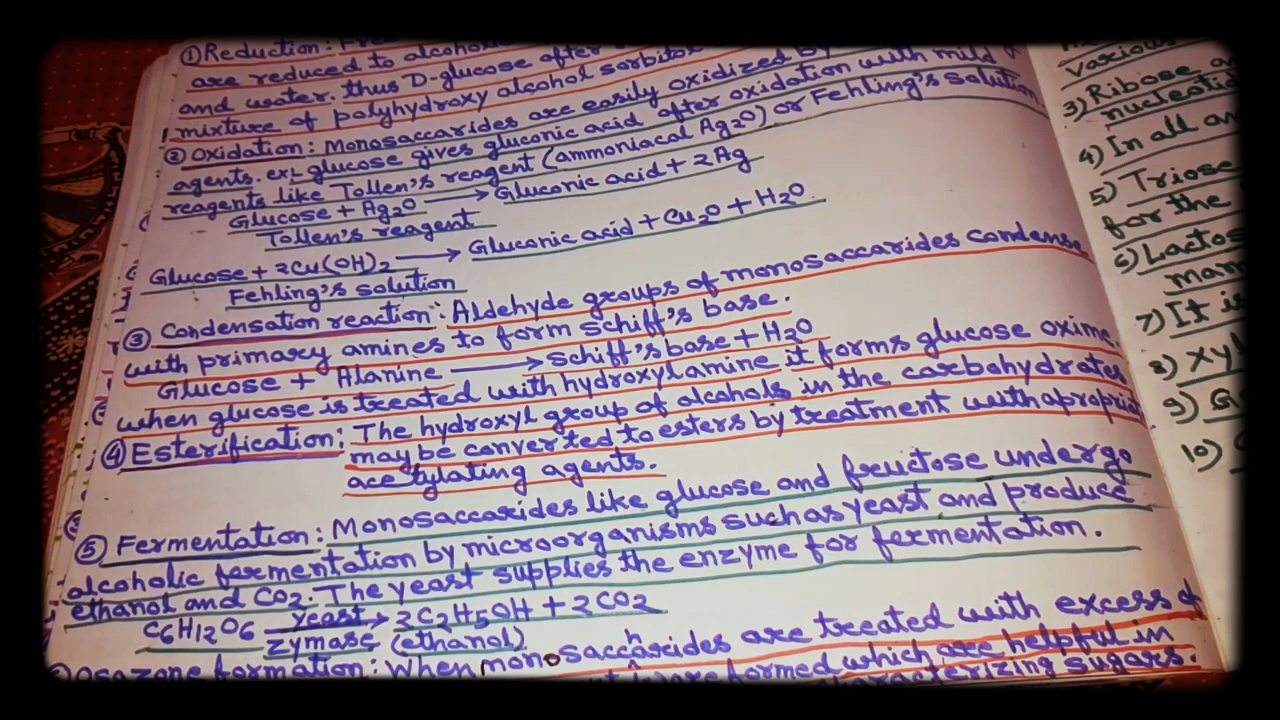 ① Reduction: Free
are reduced to alcohols
and water. thus D-glucose after
mixture of polyhydroxy alcohol sorbitol
② Oxidation: Monosaccarides are easily oxidized by
agents. ex:- glucose gives gluconic acid after oxidation with mild
reagents like Tollen's reagent (ammoniacal Ag2O) or Fehling's solution
Glucose + Ag2O → Gluconic acid + 2Ag
Tollen's reagent
Glucose + 2Cu(OH)2 → Gluconic acid + Cu2O + H2O.
Fehling's solution
③ Condensation reaction: Aldehyde groups of monosaccarides condense
with primary amines to form schiff's base.
Glucose + Alanine → schiff's base + H2O
when glucose is treated with hydroxylamine it forms glucose oxime.
④ Esterification: The hydroxyl group of alcohols in the carbohydrates
may be converted to esters by treatment with apropriat
acetylating agents.
⑤ Fermentation: Monosaccarides like glucose and fructose undergo
alcoholic fermentation by microorganisms such as yeast and produce
ethanol and CO2. The yeast supplies the enzyme for fermentation.
C6H12O6 yeast → 2C2H5OH + 2CO2
zymase (ethanol)
Osazone formation: When monosaccharides are treated with excess of
are formed which are helpful in
characterizing sugars.
various
3) Ribose
nucleotid
4) In all
5) Triose
for the
6) Lactos
7) It is
8) Xyl
9) G
10)